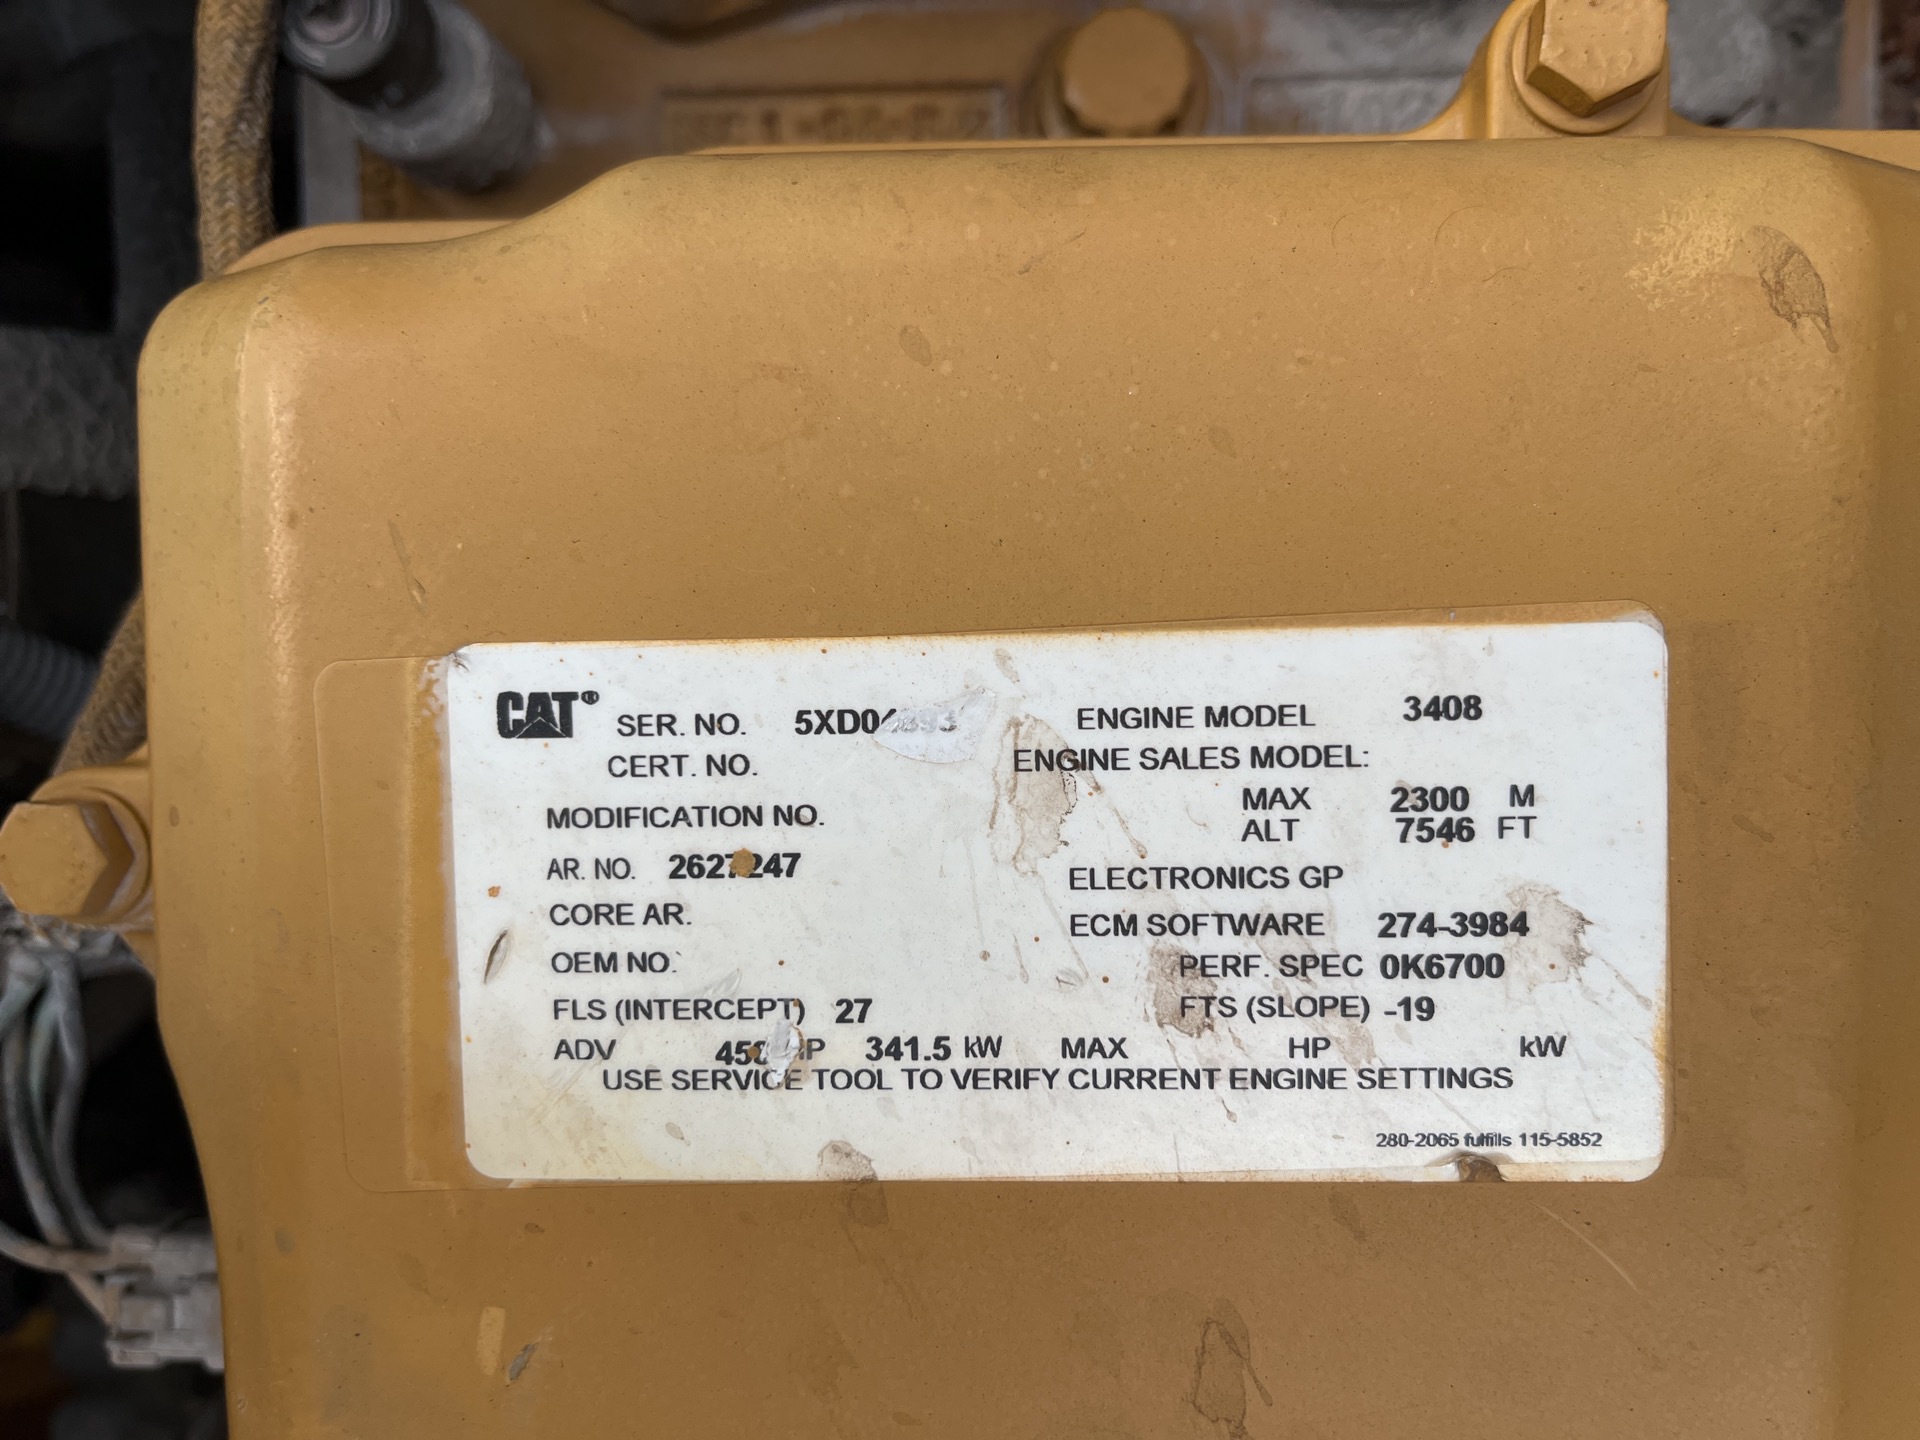 CAT® SER. NO. ENGINE MODEL 3408
CERT. NO. ENGINE SALES MODEL:
MODIFICATION NO. MAX 2300 M
ALT 7546 FT
AR. NO. 2627247
ELECTRONICS GP
CORE AR. ECM SOFTWARE 274-3984
OEM NO. PERF. SPEC 0K6700
FLS (INTERCEPT) 27 FTS (SLOPE) -19
ADV HP 341.5 kW MAX HP kW
USE SERVICE TOOL TO VERIFY CURRENT ENGINE SETTINGS
280-2065 fulfills 115-5852